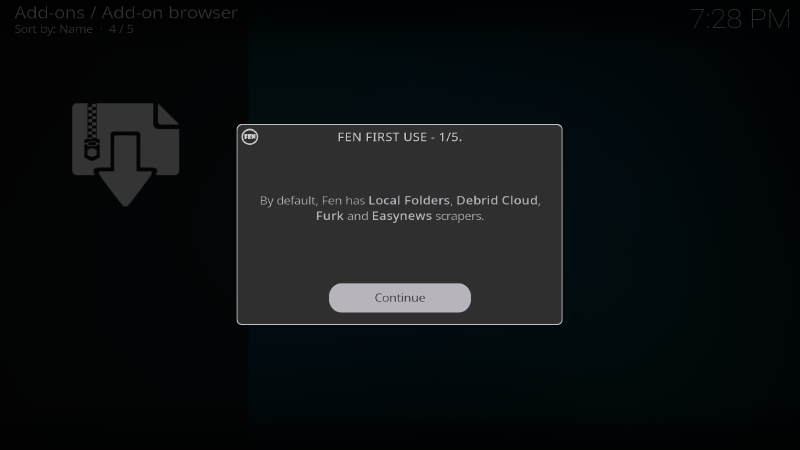 Add-ons / Add-on browser
Sort by: Name · 4 / 5
7:28 PM
FEN
FEN FIRST USE - 1/5.
By default, Fen has Local Folders, Debrid Cloud,
Furk and Easynews scrapers.
Continue